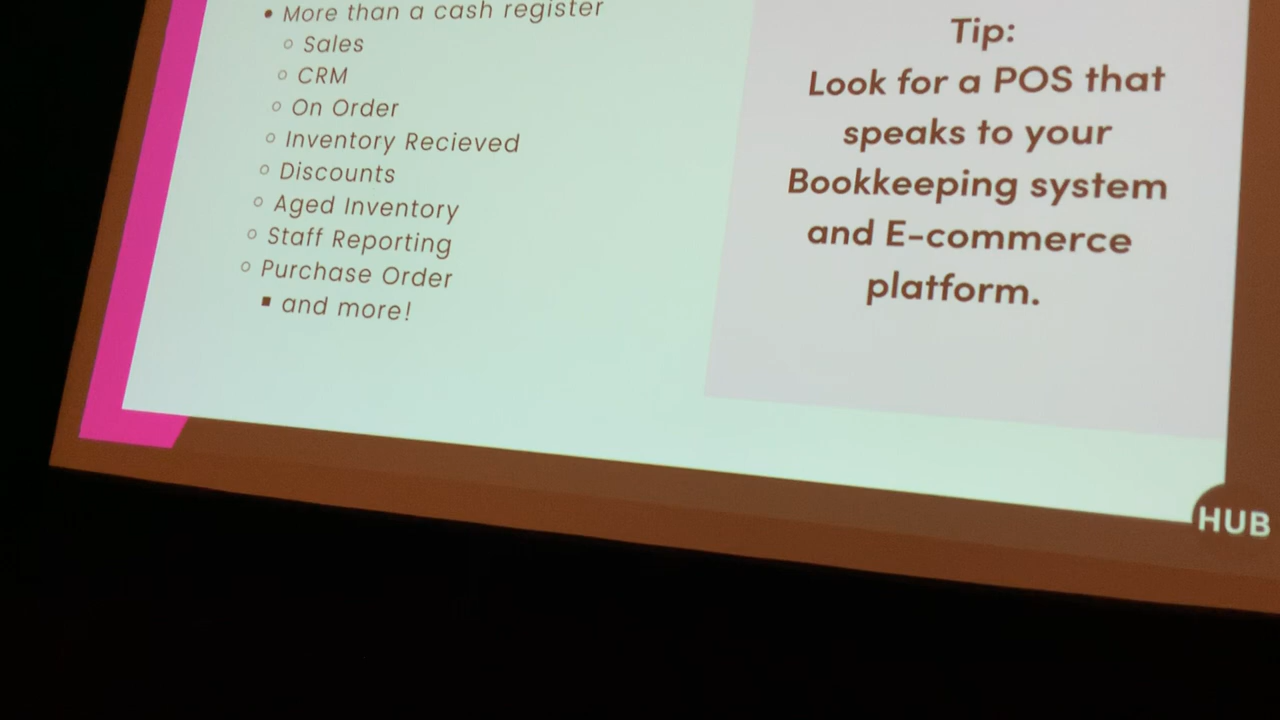 • More than a cash register
○ Sales
○ CRM
○ On Order
○ Inventory Recieved
○ Discounts
○ Aged Inventory
○ Staff Reporting
○ Purchase Order
▪ and more!
Tip:
Look for a POS that
speaks to your
Bookkeeping system
and E-commerce
platform.
HUB